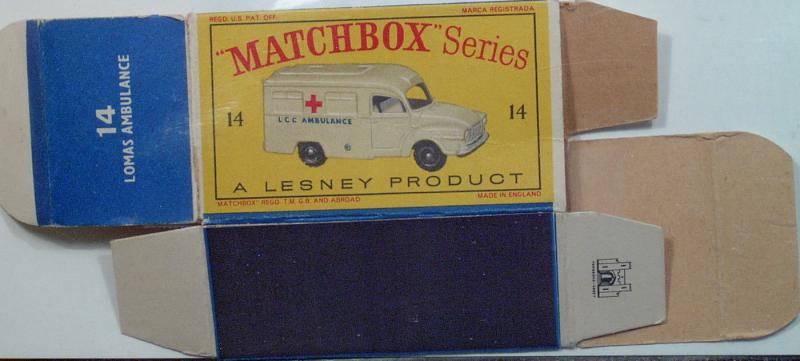 14
LOMAS AMBULANCE
REGD. U.S. PAT. OFF.
MARCA REGISTRADA
"MATCHBOX" Series
14
L C C AMBULANCE
14
A LESNEY PRODUCT
MATCHBOX" REGD. T.M. G.B. AND ABROAD
MADE IN ENGLAND